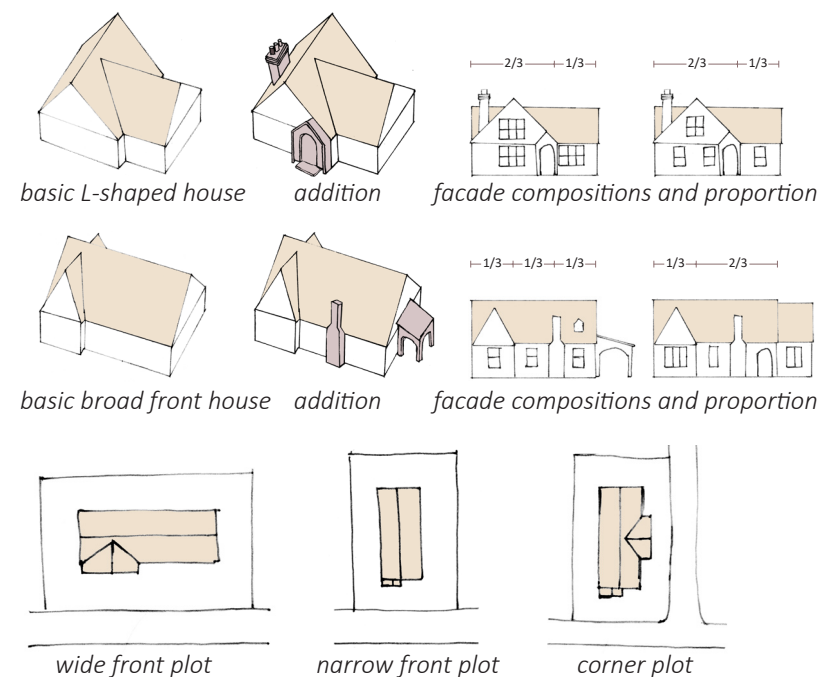 2/3 1/3 2/3 1/3
basic L-shaped house addition facade compositions and proportion
1/3 1/3 1/3 1/3 2/3
basic broad front house addition facade compositions and proportion
wide front plot narrow front plot corner plot